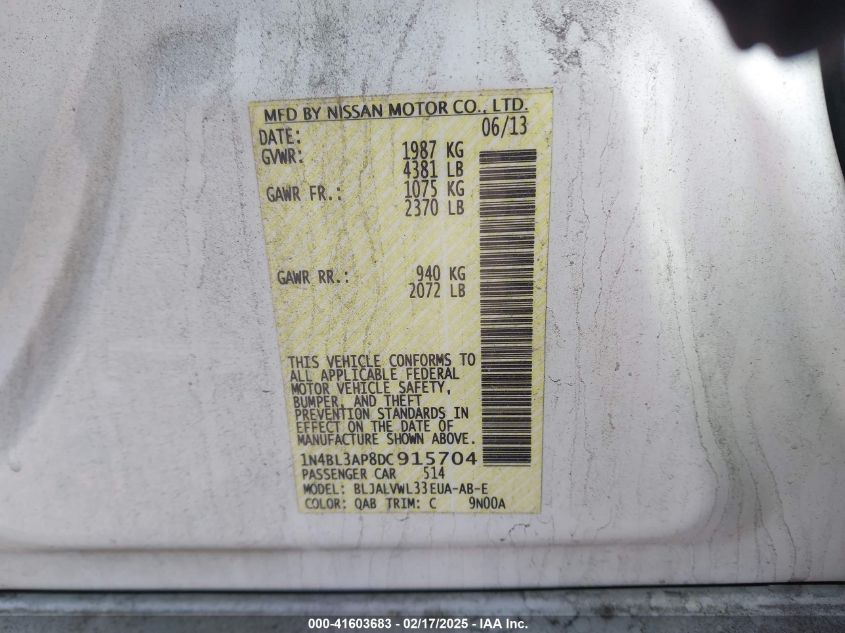 MFD BY NISSAN MOTOR CO., LTD.
DATE: 06/13
GVWR: 1987 KG
4381 LB
GAWR FR.: 1075 KG
2370 LB
GAWR RR.: 940 KG
2072 LB
THIS VEHICLE CONFORMS TO
ALL APPLICABLE FEDERAL
MOTOR VEHICLE SAFETY,
BUMPER, AND THEFT
PREVENTION STANDARDS IN
EFFECT ON THE DATE OF
MANUFACTURE SHOWN ABOVE.
1N4BL3AP8DC915704
PASSENGER CAR 514
MODEL: BLJALVWL33EUA-AB-E
COLOR: QAB TRIM: C 9N00A
000-41603683 - 02/17/2025 - © IAA Inc.